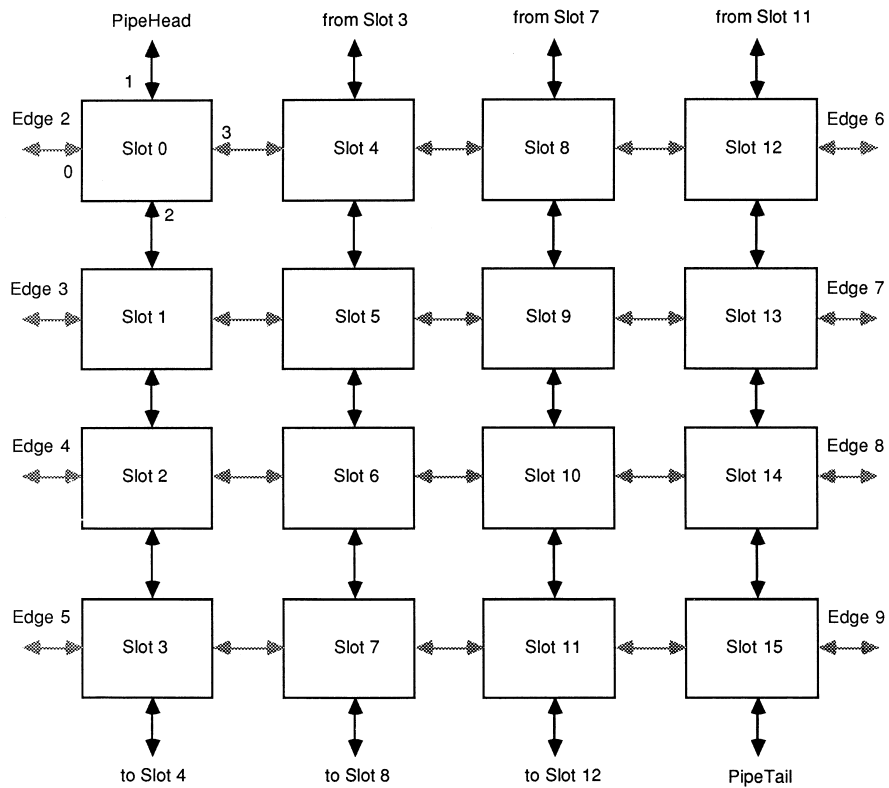 PipeHead from Slot 3 from Slot 7 from Slot 11
1
Edge 2 3 Edge 6
Slot 0 Slot 4 Slot 8 Slot 12
0
2
Edge 3 Edge 7
Slot 1 Slot 5 Slot 9 Slot 13
Edge 4 Edge 8
Slot 2 Slot 6 Slot 10 Slot 14
Edge 5 Edge 9
Slot 3 Slot 7 Slot 11 Slot 15
to Slot 4 to Slot 8 to Slot 12 PipeTail